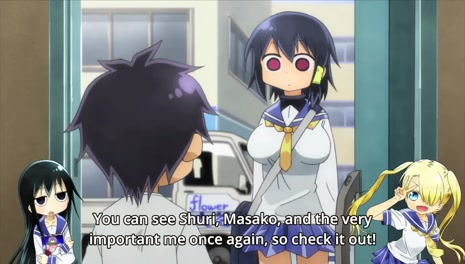 flower
You can see Shuri, Masako, and the very
important me once again, so check it out!